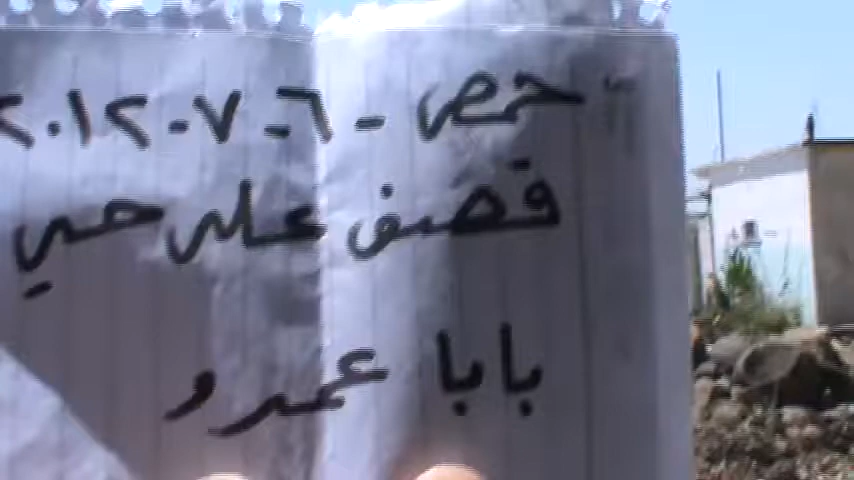 حمص - ٦-٧-٢٠١٢
قصف على حي
بابا عمرو